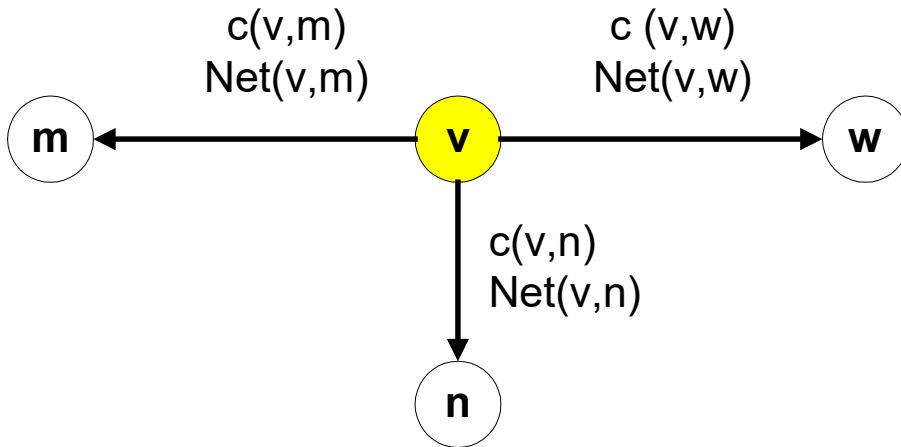 c(v,m)
Net(v,m)
c (v,w)
Net(v,w)
m
v
w
c(v,n)
Net(v,n)
n